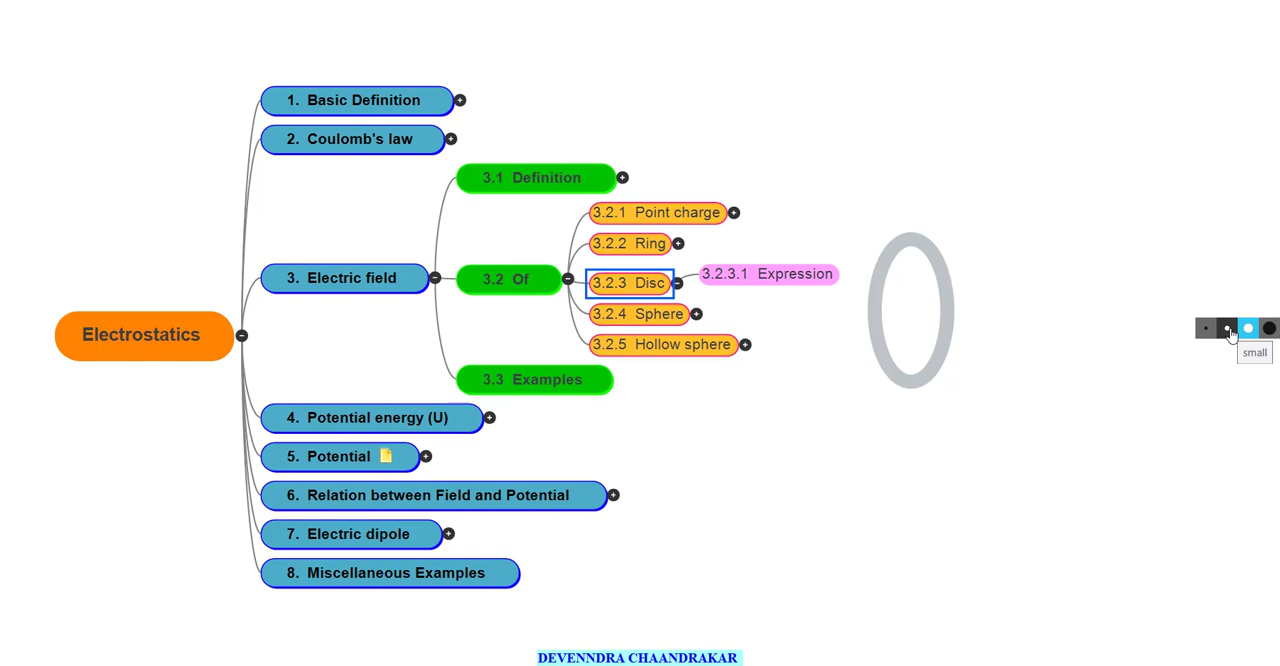 Electrostatics
1. Basic Definition
2. Coulomb's law
3. Electric field
3.1 Definition
3.2 Of
3.2.1 Point charge
3.2.2 Ring
3.2.3 Disc
3.2.3.1 Expression
3.2.4 Sphere
3.2.5 Hollow sphere
3.3 Examples
4. Potential energy (U)
5. Potential
6. Relation between Field and Potential
7. Electric dipole
8. Miscellaneous Examples
small
DEVENNDRA CHAANDRAKAR